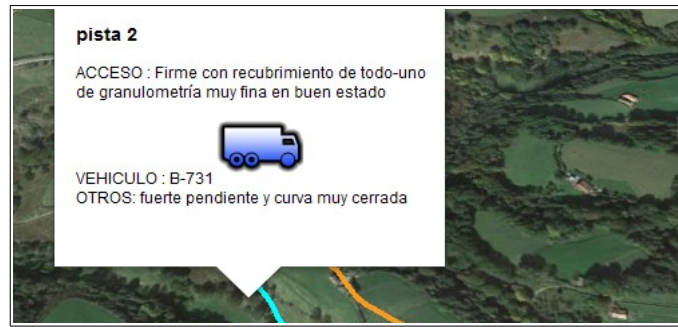 pista 2
ACCESO : Firme con recubrimiento de todo-uno
de granulometría muy fina en buen estado
VEHICULO : B-731
OTROS: fuerte pendiente y curva muy cerrada